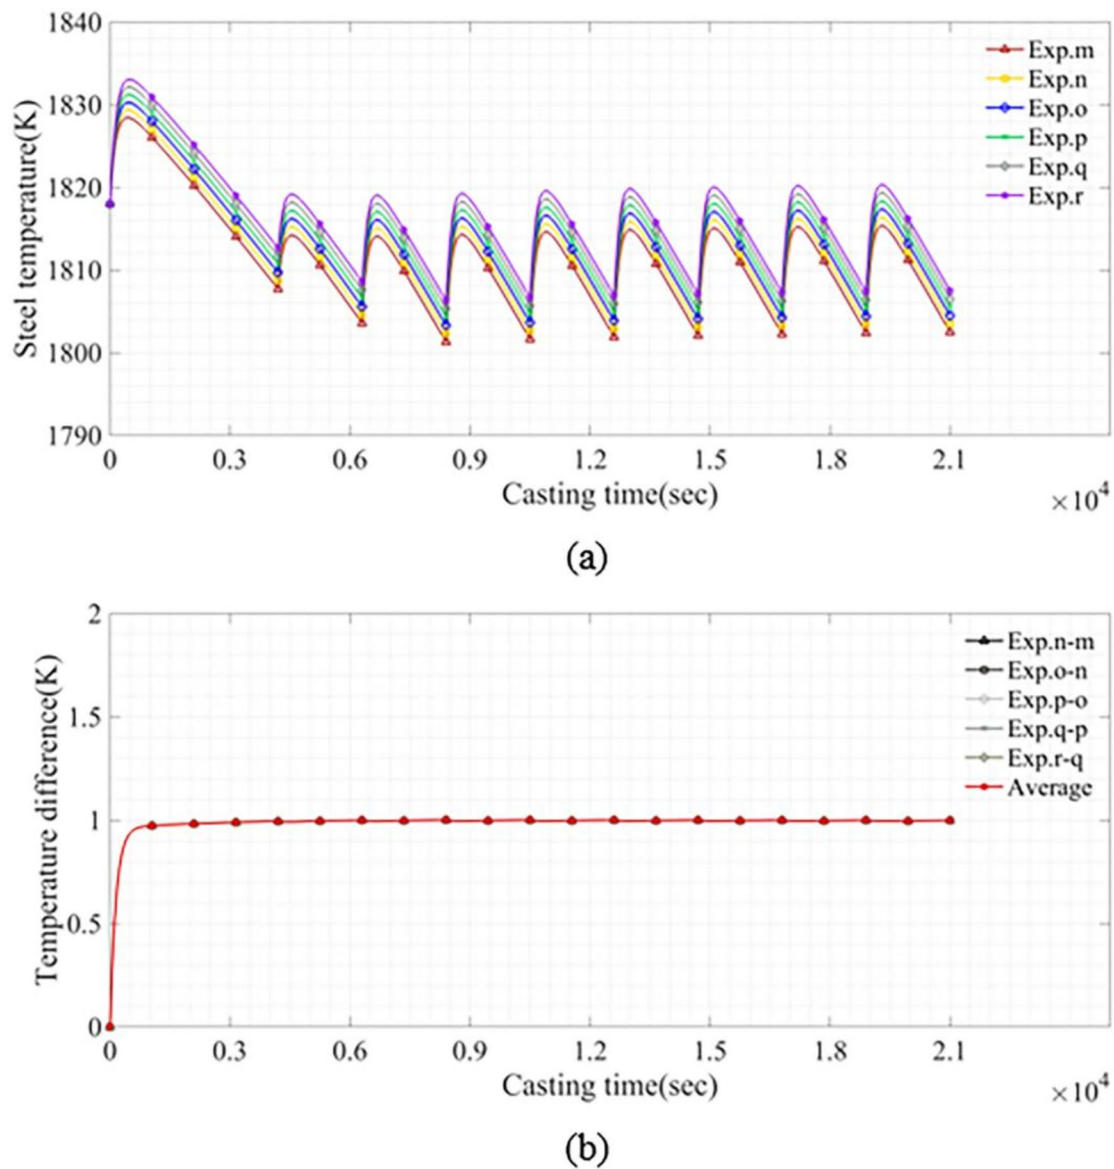 1840
1830
1820
1810
1800
1790
Steel temperature(K)
Exp.m
Exp.n
Exp.o
Exp.p
Exp.q
Exp.r
0 0.3 0.6 0.9 1.2 1.5 1.8 2.1
Casting time(sec)
×10⁴
(a)
2
1.5
1
0.5
0
Temperature difference(K)
Exp.n-m
Exp.o-n
Exp.p-o
Exp.q-p
Exp.r-q
Average
0 0.3 0.6 0.9 1.2 1.5 1.8 2.1
Casting time(sec)
×10⁴
(b)